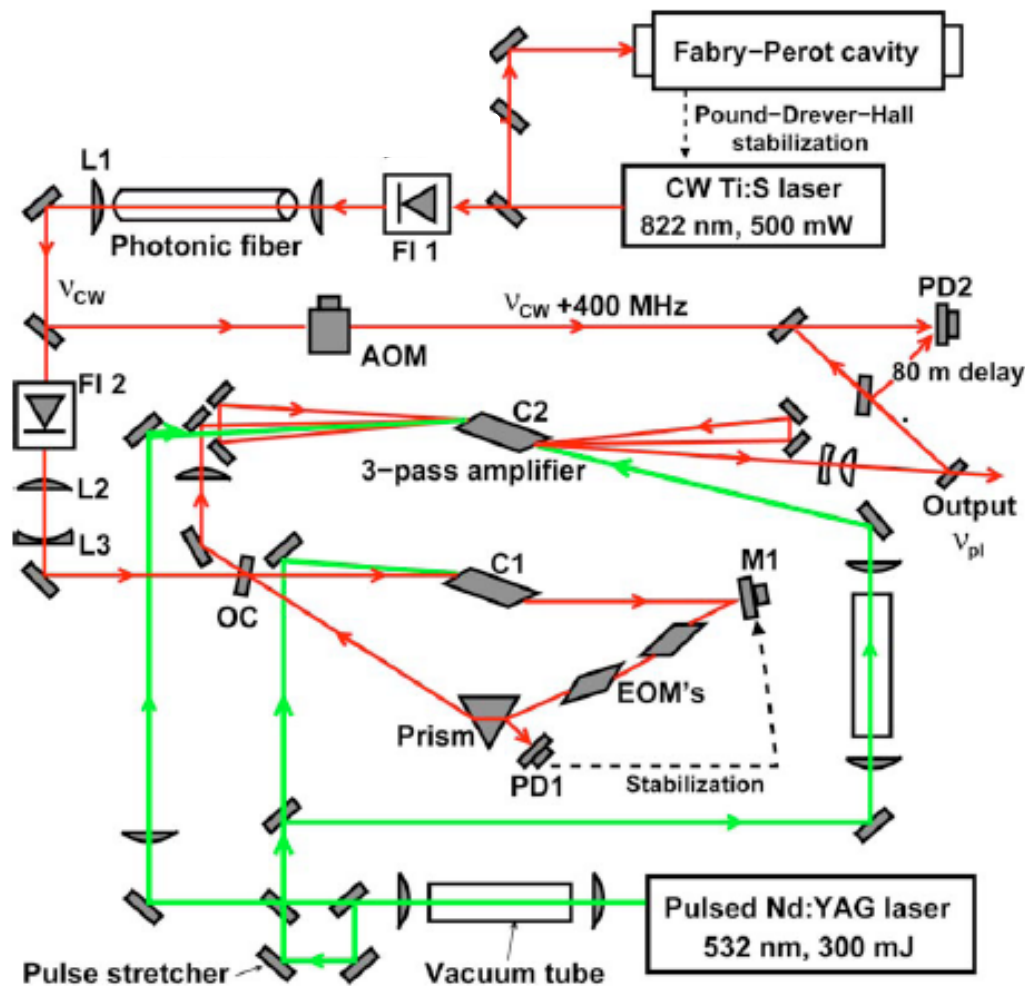 Fabry−Perot cavity
Pound−Drever−Hall
stabilization
CW Ti:S laser
822 nm, 500 mW
L1
Photonic fiber
FI 1
νCW
νCW +400 MHz
PD2
AOM
80 m delay
FI 2
C2
3−pass amplifier
L2
Output
νpl
L3
C1
M1
OC
EOM's
Prism
PD1
Stabilization
Pulsed Nd:YAG laser
532 nm, 300 mJ
Pulse stretcher
Vacuum tube